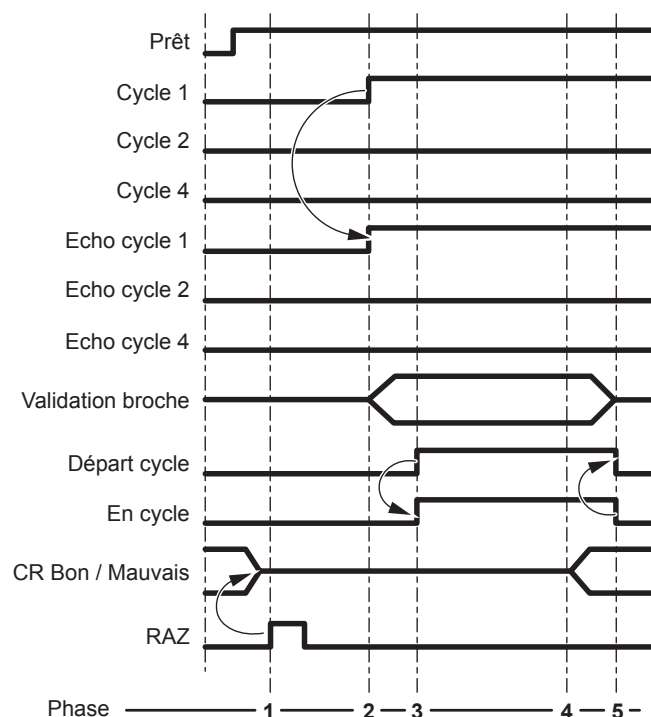 Prêt
Cycle 1
Cycle 2
Cycle 4
Echo cycle 1
Echo cycle 2
Echo cycle 4
Validation broche
Départ cycle
En cycle
CR Bon / Mauvais
RAZ
Phase 1 2 3 4 5